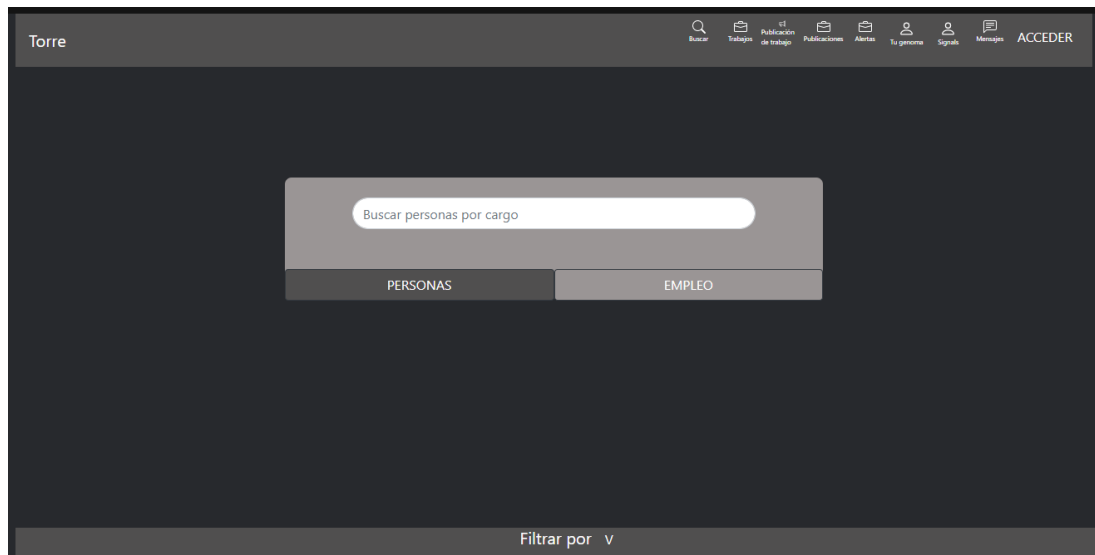 Torre
Buscar
Trabajos
Publicación
de trabajo
Publicaciones
Alertas
Tu genoma
Signals
Mensajes
ACCEDER
Buscar personas por cargo
PERSONAS
EMPLEO
Filtrar por V